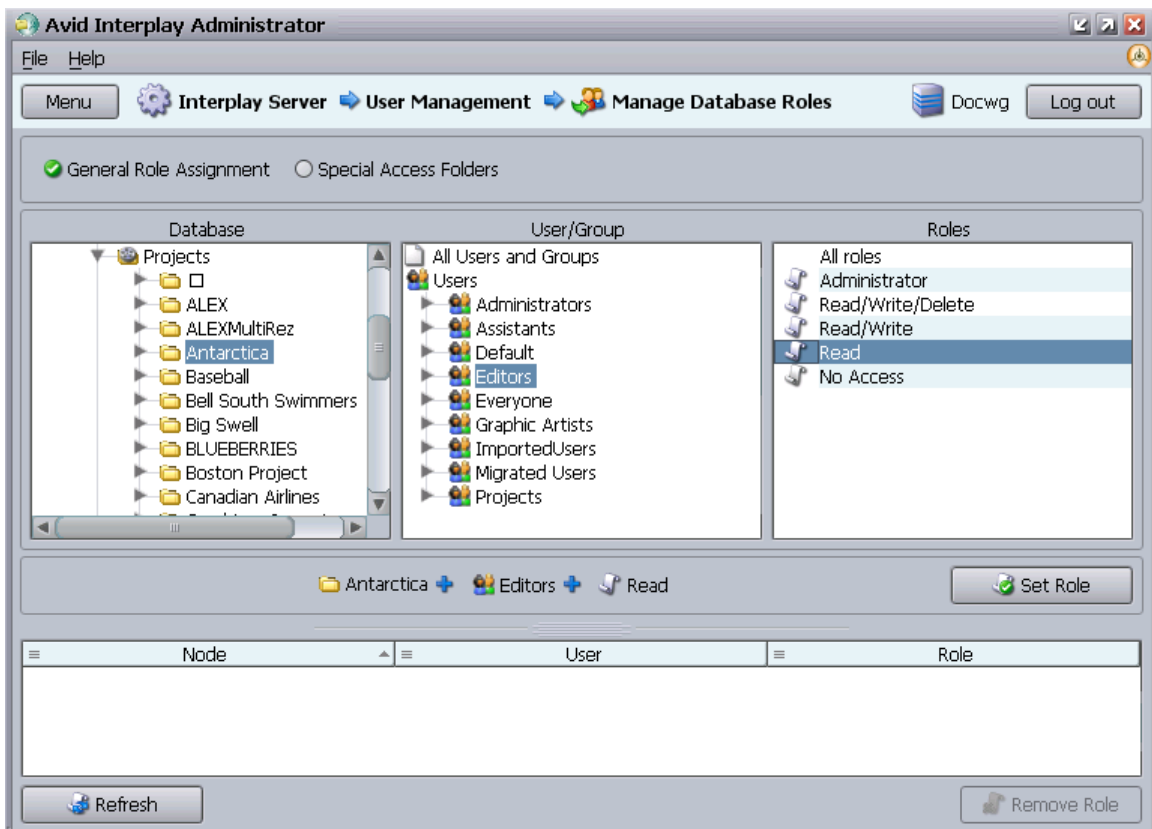 Avid Interplay Administrator
File Help
Menu Interplay Server User Management Manage Database Roles Docwg Log out
General Role Assignment Special Access Folders
Database User/Group Roles
Projects
ALEX
ALEXMultiRez
Antarctica
Baseball
Bell South Swimmers
Big Swell
BLUEBERRIES
Boston Project
Canadian Airlines
All Users and Groups
Users
Administrators
Assistants
Default
Editors
Everyone
Graphic Artists
ImportedUsers
Migrated Users
Projects
All roles
Administrator
Read/Write/Delete
Read/Write
Read
No Access
Antarctica Editors Read Set Role
Node User Role
Refresh Remove Role